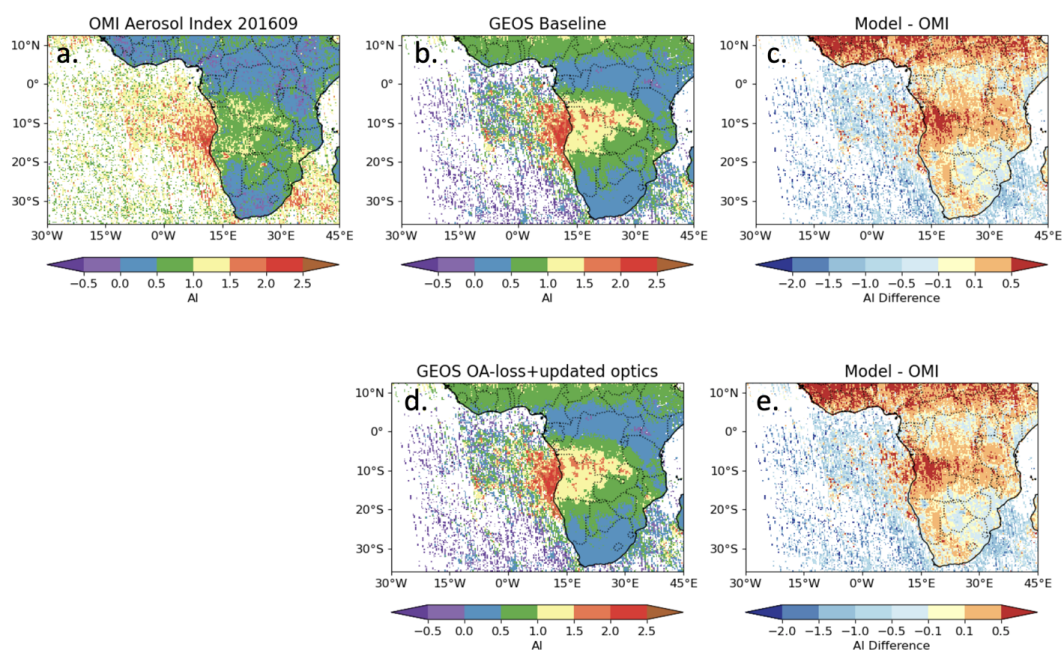 OMI Aerosol Index 201609
GEOS Baseline
Model - OMI
a.
b.
c.
10°N
0°
10°S
20°S
30°S
30°W 15°W 0°W 15°E 30°E 45°E
10°N
0°
10°S
20°S
30°S
30°W 15°W 0°W 15°E 30°E 45°E
10°N
0°
10°S
20°S
30°S
30°W 15°W 0°W 15°E 30°E 45°E
−0.5 0.0 0.5 1.0 1.5 2.0 2.5
AI
−0.5 0.0 0.5 1.0 1.5 2.0 2.5
AI
−2.0 −1.5 −1.0 −0.5 −0.1 0.1 0.5
AI Difference
GEOS OA-loss+updated optics
Model - OMI
d.
e.
10°N
0°
10°S
20°S
30°S
30°W 15°W 0°W 15°E 30°E 45°E
10°N
0°
10°S
20°S
30°S
30°W 15°W 0°W 15°E 30°E 45°E
−0.5 0.0 0.5 1.0 1.5 2.0 2.5
AI
−2.0 −1.5 −1.0 −0.5 −0.1 0.1 0.5
AI Difference